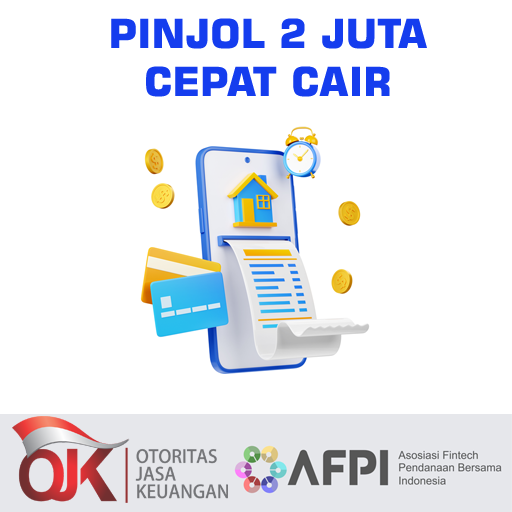 PINJOL 2 JUTA
CEPAT CAIR
OJK
OTORITAS
JASA
KEUANGAN
AFPI
Asosiasi Fintech
Pendanaan Bersama
Indonesia